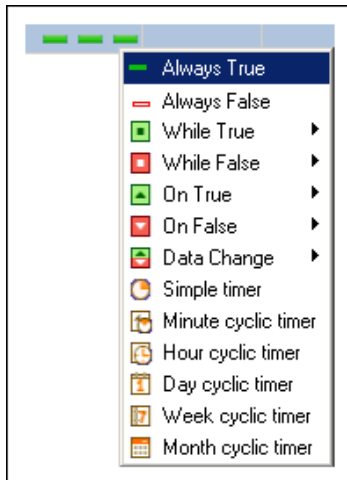 Always True
Always False
While True
While False
On True
On False
Data Change
Simple timer
Minute cyclic timer
Hour cyclic timer
Day cyclic timer
Week cyclic timer
Month cyclic timer